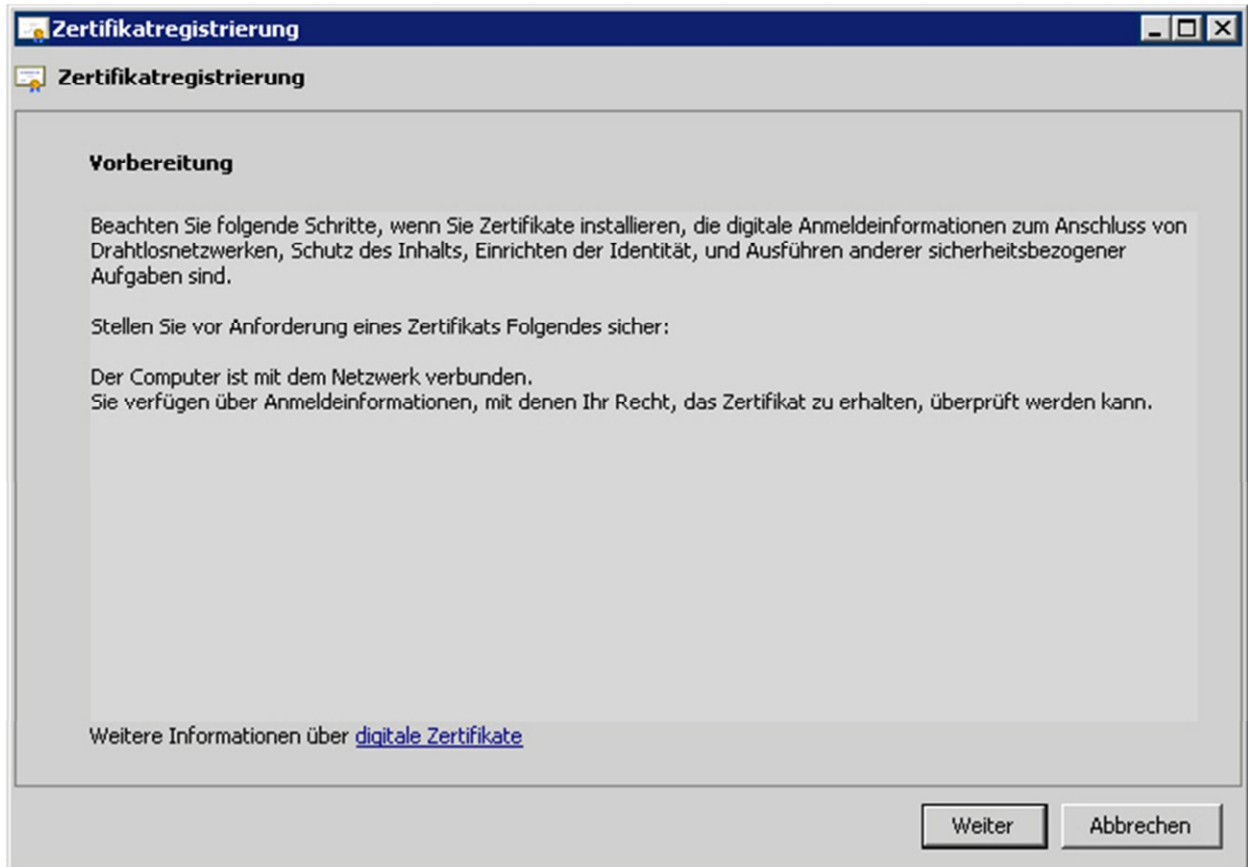 Zertifikatregistrierung
Zertifikatregistrierung
Vorbereitung
Beachten Sie folgende Schritte, wenn Sie Zertifikate installieren, die digitale Anmeldeinformationen zum Anschluss von
Drahtlosnetzwerken, Schutz des Inhalts, Einrichten der Identität, und Ausführen anderer sicherheitsbezogener
Aufgaben sind.
Stellen Sie vor Anforderung eines Zertifikats Folgendes sicher:
Der Computer ist mit dem Netzwerk verbunden.
Sie verfügen über Anmeldeinformationen, mit denen Ihr Recht, das Zertifikat zu erhalten, überprüft werden kann.
Weitere Informationen über digitale Zertifikate
Weiter Abbrechen